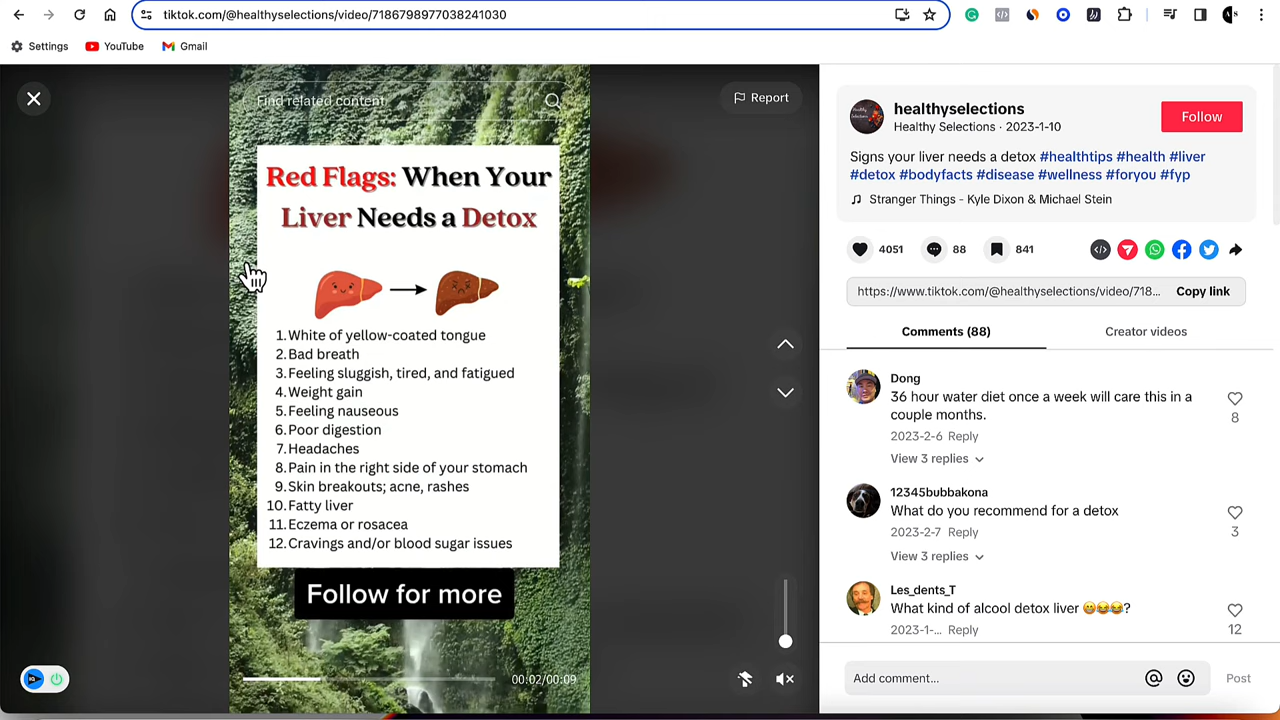 tiktok.com/@healthyselections/video/7186798977038241030
Settings
YouTube
Gmail
Find related content
Report
Red Flags: When Your
Liver Needs a Detox
1. White of yellow-coated tongue
2. Bad breath
3. Feeling sluggish, tired, and fatigued
4. Weight gain
5. Feeling nauseous
6. Poor digestion
7. Headaches
8. Pain in the right side of your stomach
9. Skin breakouts; acne, rashes
10. Fatty liver
11. Eczema or rosacea
12. Cravings and/or blood sugar issues
Follow for more
00:02/00:09
healthyselections
Healthy Selections · 2023-1-10
Follow
Signs your liver needs a detox #healthtips #health #liver
#detox #bodyfacts #disease #wellness #foryou #fyp
Stranger Things - Kyle Dixon & Michael Stein
4051
88
841
https://www.tiktok.com/@healthyselections/video/718...
Copy link
Comments (88)
Creator videos
Dong
36 hour water diet once a week will care this in a
couple months.
2023-2-6 Reply
8
View 3 replies
12345bubbakona
What do you recommend for a detox
2023-2-7 Reply
3
View 3 replies
Les_dents_T
What kind of alcool detox liver 😁😂😂😂?
2023-1-... Reply
12
Add comment...
Post